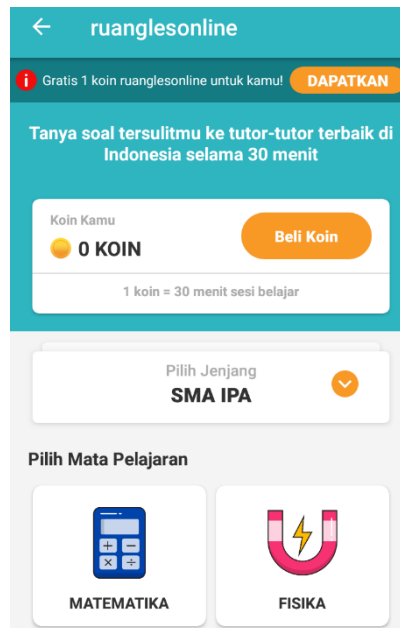 ruanglesonline
Gratis 1 koin ruanglesonline untuk kamu! DAPATKAN
Tanya soal tersulitmu ke tutor-tutor terbaik di
Indonesia selama 30 menit
Koin Kamu
0 KOIN
Beli Koin
1 koin = 30 menit sesi belajar
Pilih Jenjang
SMA IPA
Pilih Mata Pelajaran
MATEMATIKA
FISIKA